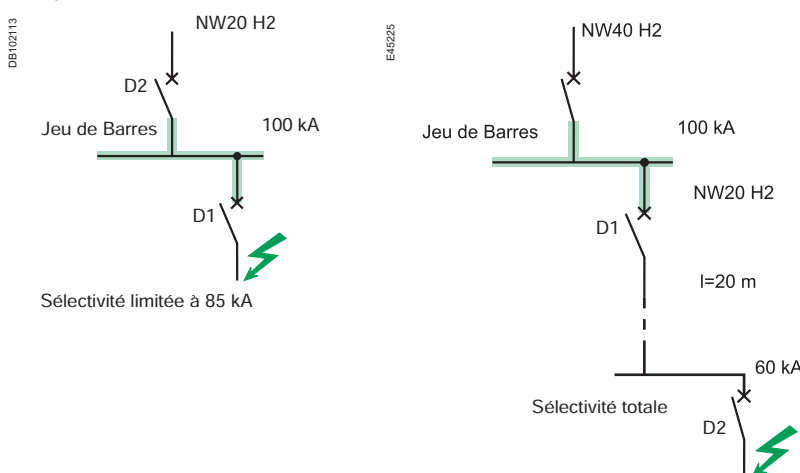 DB102113
NW20 H2
D2
Jeu de Barres
100 kA
D1
Sélectivité limitée à 85 kA
E45225
NW40 H2
Jeu de Barres
100 kA
NW20 H2
D1
l=20 m
60 kA
Sélectivité totale
D2